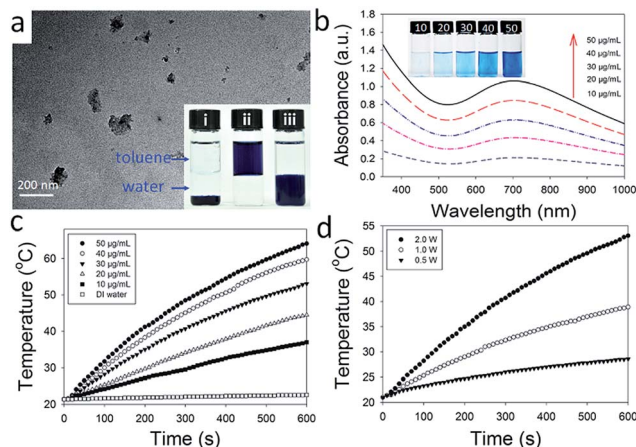 a
i ii iii
toluene
water
200 nm
b
Absorbance (a.u.)
1.8
1.6
1.4
1.2
1.0
0.8
0.6
0.4
0.2
0.0
10 20 30 40 50
50 µg/mL
40 µg/mL
30 µg/mL
20 µg/mL
10 µg/mL
400 500 600 700 800 900 1000
Wavelength (nm)
c
Temperature (°C)
70
60
50
40
30
20
50 µg/mL
40 µg/mL
30 µg/mL
20 µg/mL
10 µg/mL
DI water
0 100 200 300 400 500 600
Time (s)
d
Temperature (°C)
55
50
45
40
35
30
25
20
15
2.0 W
1.0 W
0.5 W
0 100 200 300 400 500 600
Time (s)